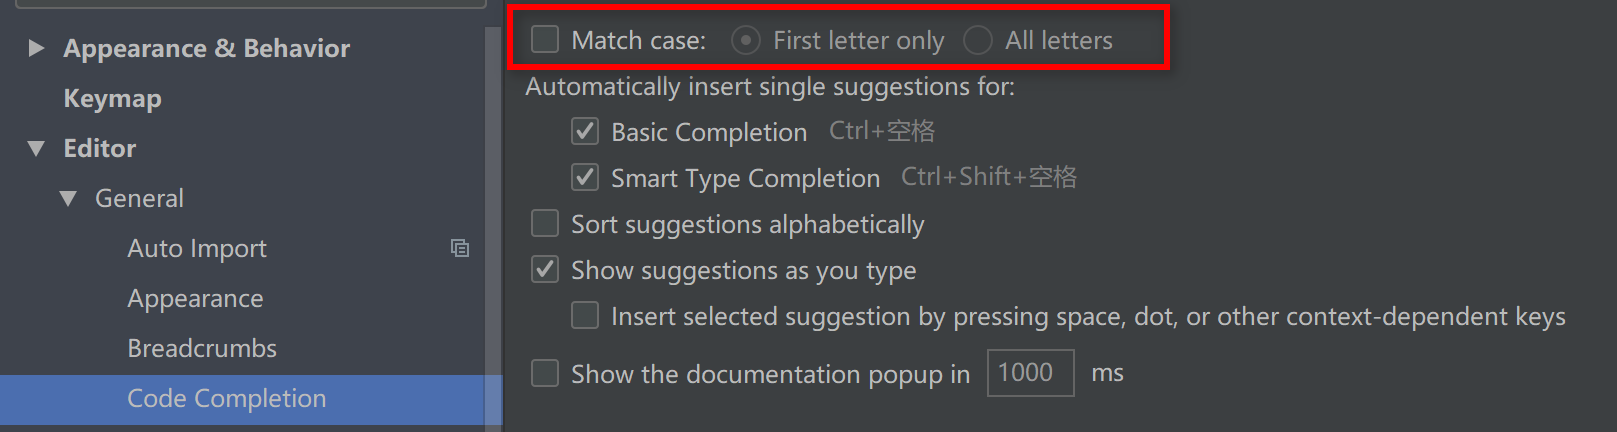 Appearance & Behavior
Keymap
Editor
General
Auto Import
Appearance
Breadcrumbs
Code Completion
Match case: First letter only All letters
Automatically insert single suggestions for:
Basic Completion Ctrl+空格
Smart Type Completion Ctrl+Shift+空格
Sort suggestions alphabetically
Show suggestions as you type
Insert selected suggestion by pressing space, dot, or other context-dependent keys
Show the documentation popup in 1000 ms